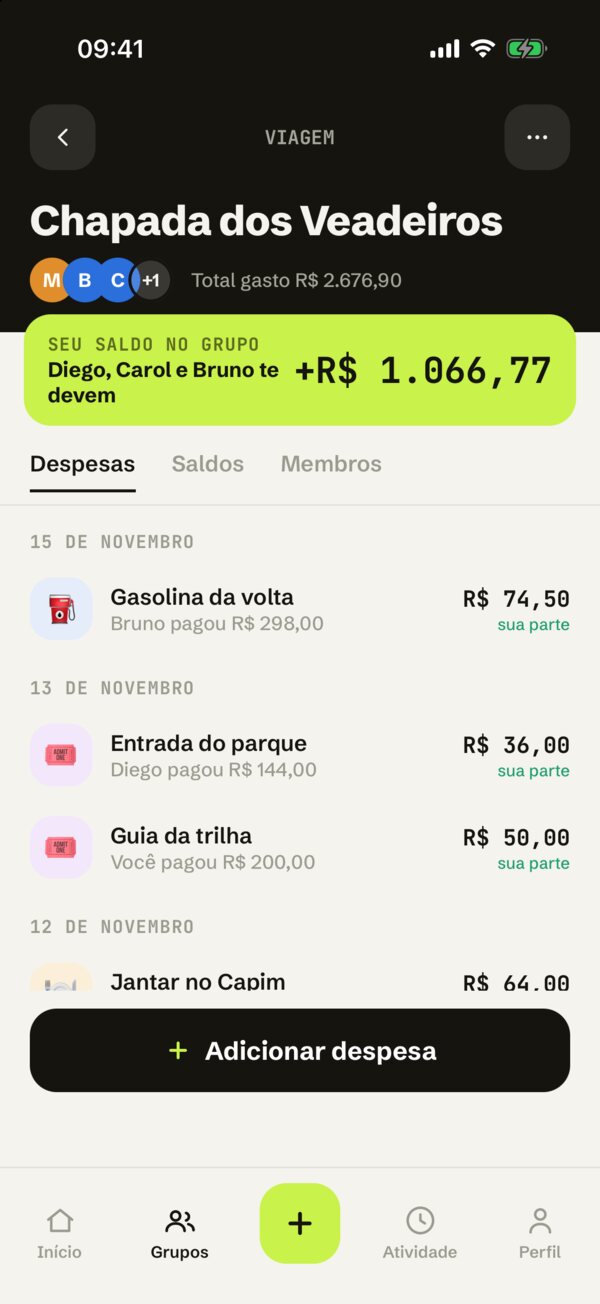 09:41
VIAGEM
Chapada dos Veadeiros
M B C +1 Total gasto R$ 2.676,90
SEU SALDO NO GRUPO
Diego, Carol e Bruno te
devem
+R$ 1.066,77
Despesas Saldos Membros
15 DE NOVEMBRO
Gasolina da volta R$ 74,50
Bruno pagou R$ 298,00 sua parte
13 DE NOVEMBRO
ADMIT
ONE
Entrada do parque R$ 36,00
Diego pagou R$ 144,00 sua parte
ADMIT
ONE
Guia da trilha R$ 50,00
Você pagou R$ 200,00 sua parte
12 DE NOVEMBRO
Jantar no Capim R$ 64,00
+ Adicionar despesa
Início Grupos + Atividade Perfil